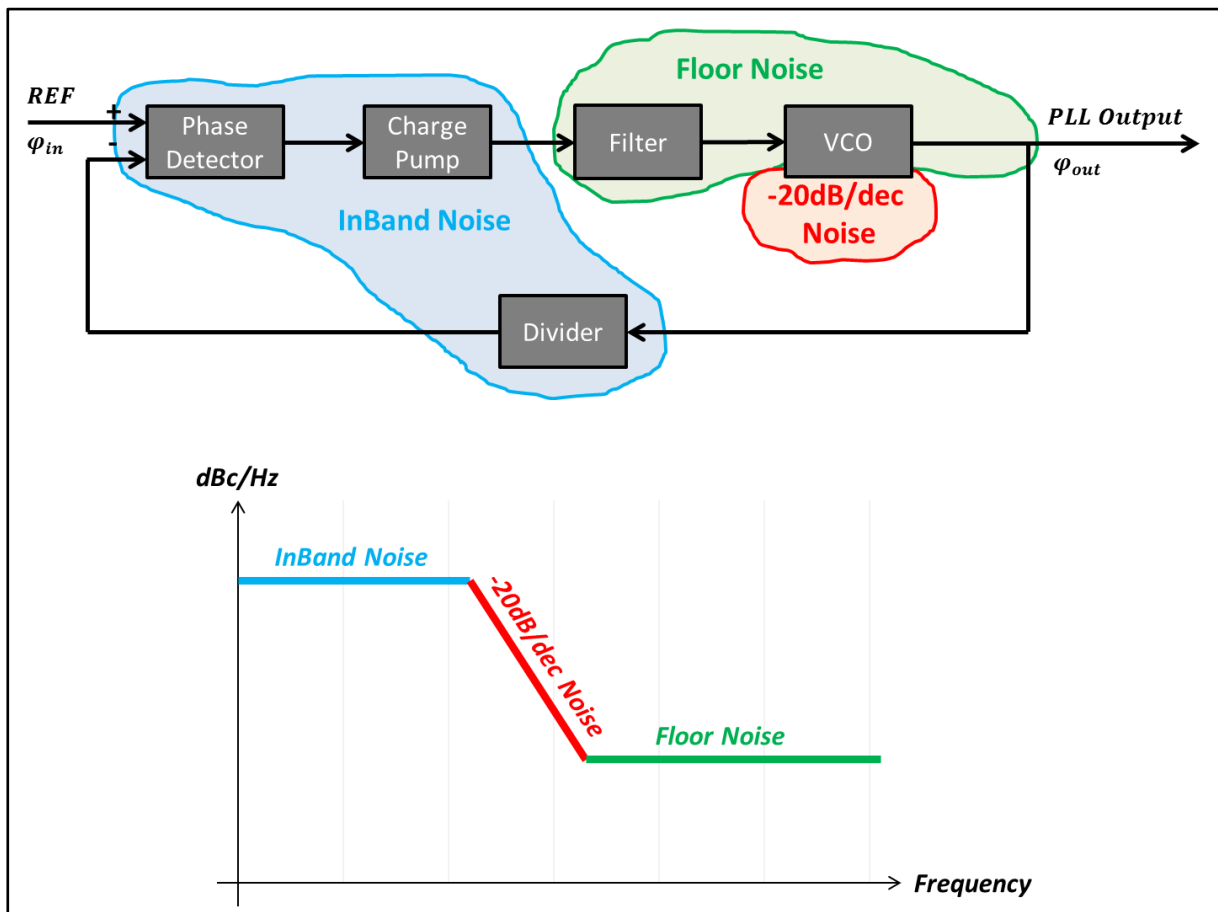 Floor Noise
REF
+
Phase
Detector
Charge
Pump
Filter
VCO
PLL Output
φin
-
φout
-20dB/dec
Noise
InBand Noise
Divider
dBc/Hz
InBand Noise
-20dB/dec Noise
Floor Noise
Frequency